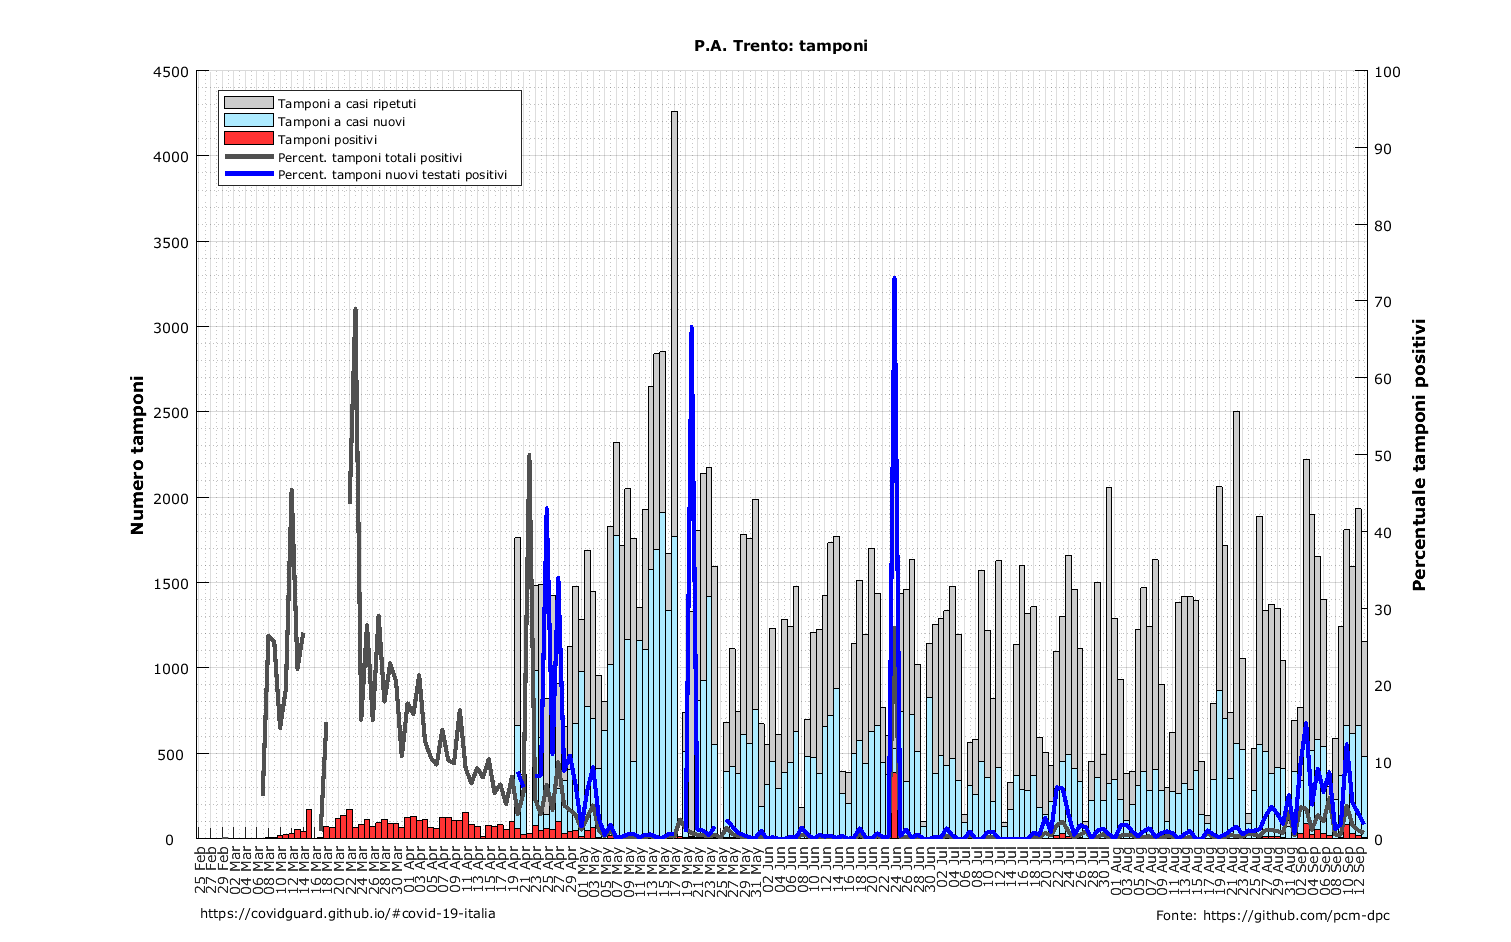 P.A. Trento: tamponi
4500
4000
3500
3000
2500
2000
1500
1000
500
0
Numero tamponi
Tamponi a casi ripetuti
Tamponi a casi nuovi
Tamponi positivi
Percent. tamponi totali positivi
Percent. tamponi nuovi testati positivi
100
90
80
70
60
50
40
30
20
10
0
Percentuale tamponi positivi
25 Feb
27 Feb
29 Feb
02 Mar
04 Mar
06 Mar
08 Mar
10 Mar
12 Mar
14 Mar
16 Mar
18 Mar
20 Mar
22 Mar
24 Mar
26 Mar
28 Mar
30 Mar
01 Apr
03 Apr
05 Apr
07 Apr
09 Apr
11 Apr
13 Apr
15 Apr
17 Apr
19 Apr
21 Apr
23 Apr
25 Apr
27 Apr
29 Apr
01 May
03 May
05 May
07 May
09 May
11 May
13 May
15 May
17 May
19 May
21 May
23 May
25 May
27 May
29 May
31 May
02 Jun
04 Jun
06 Jun
08 Jun
10 Jun
12 Jun
14 Jun
16 Jun
18 Jun
20 Jun
22 Jun
24 Jun
26 Jun
28 Jun
30 Jun
02 Jul
04 Jul
06 Jul
08 Jul
10 Jul
12 Jul
14 Jul
16 Jul
18 Jul
20 Jul
22 Jul
24 Jul
26 Jul
28 Jul
30 Jul
01 Aug
03 Aug
05 Aug
07 Aug
09 Aug
11 Aug
13 Aug
15 Aug
17 Aug
19 Aug
21 Aug
23 Aug
25 Aug
27 Aug
29 Aug
31 Aug
02 Sep
04 Sep
06 Sep
08 Sep
10 Sep
12 Sep
https://covidguard.github.io/#covid-19-italia
Fonte: https://github.com/pcm-dpc